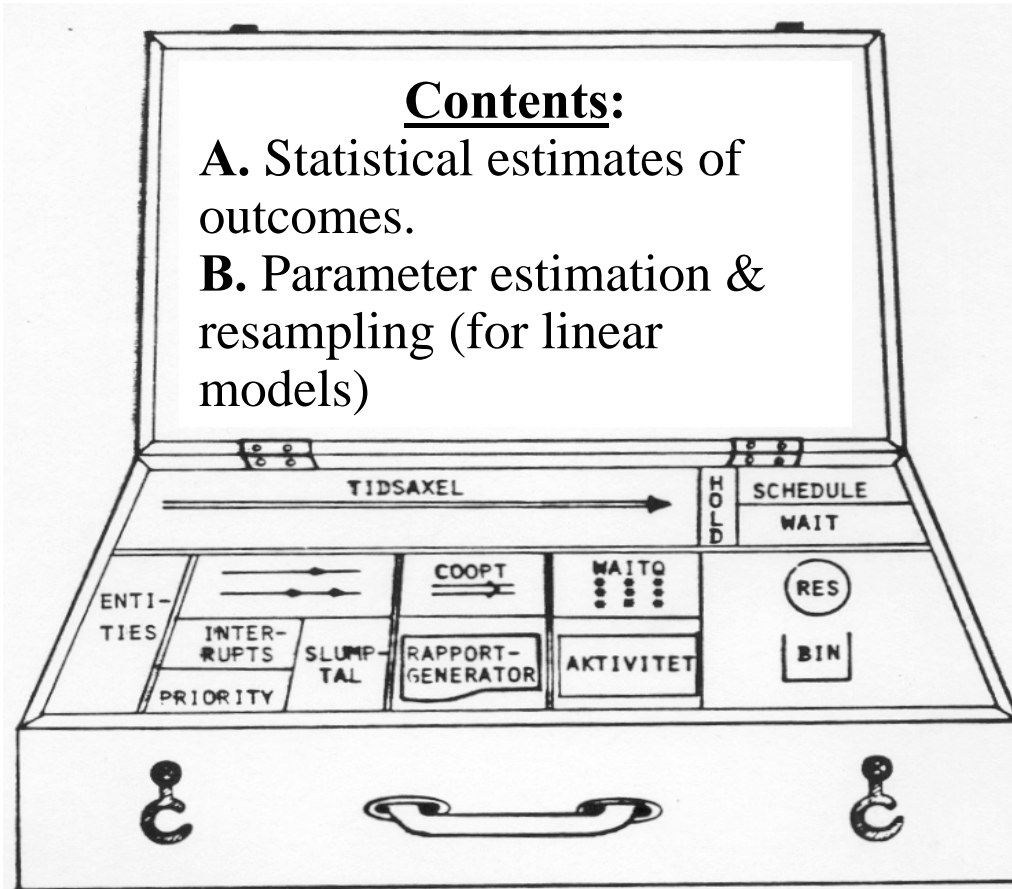 Contents:
A. Statistical estimates of
outcomes.
B. Parameter estimation &
resampling (for linear
models)
TIDSAXEL
HOLD
SCHEDULE
WAIT
ENTI-
TIES
INTER-
RUPTS
PRIORITY
SLUMP-
TAL
COOPT
RAPPORT-
GENERATOR
WAITQ
AKTIVITET
RES
BIN